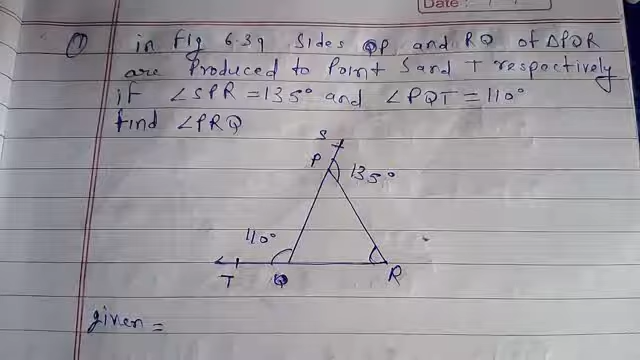 Date :
① in Fig 6.39 Sides QP and RQ of ΔPQR
are Produced to Point S and T respectively
if ∠SPR = 135° and ∠PQT = 110°
find ∠PRQ
S
P
135°
110°
T Q R
given =